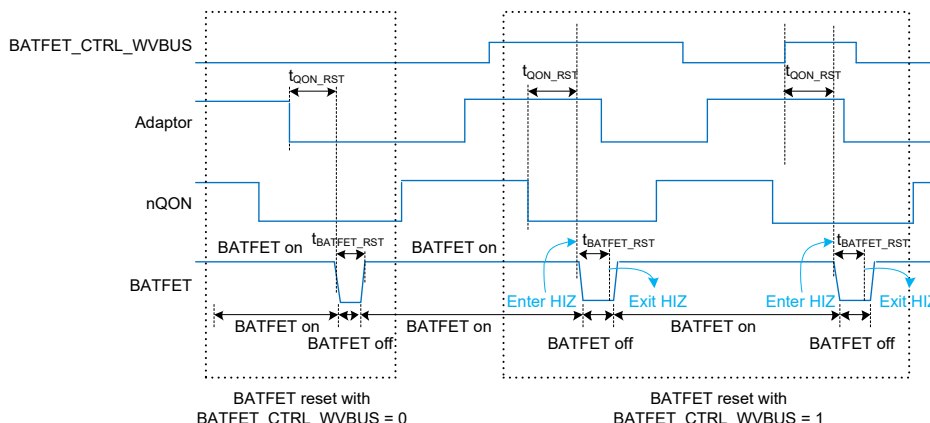 BATFET_CTRL_WVBUS
tQON_RST
tQON_RST
tQON_RST
Adaptor
nQON
BATFET on
tBATFET_RST
BATFET on
tBATFET_RST
tBATFET_RST
BATFET
Enter HIZ
Exit HIZ
Enter HIZ
Exit HIZ
BATFET on
BATFET on
BATFET on
BATFET off
BATFET off
BATFET off
BATFET reset with
BATFET_CTRL_WVBUS = 0
BATFET reset with
BATFET_CTRL_WVBUS = 1